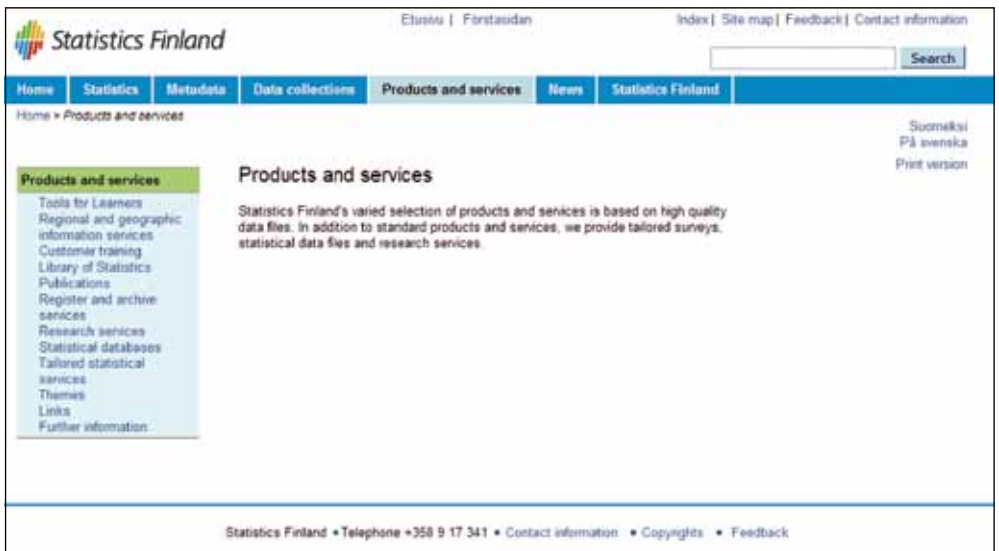 Etusivu | Förstasidan
Index | Site map | Feedback | Contact information
Statistics Finland
Search
Home Statistics Metadata Data collections Products and services News Statistics Finland
Home > Products and services
Suomeksi
På svenska
Print version
Products and services
Tools for Learners
Regional and geographic
information services
Customer training
Library of Statistics
Publications
Register and archive
services
Research services
Statistical databases
Tailored statistical
services
Themes
Links
Further information
Products and services
Statistics Finland's varied selection of products and services is based on high quality
data files. In addition to standard products and services, we provide tailored surveys,
statistical data files and research services.
Statistics Finland • Telephone +358 9 17 341 • Contact information • Copyrights • Feedback